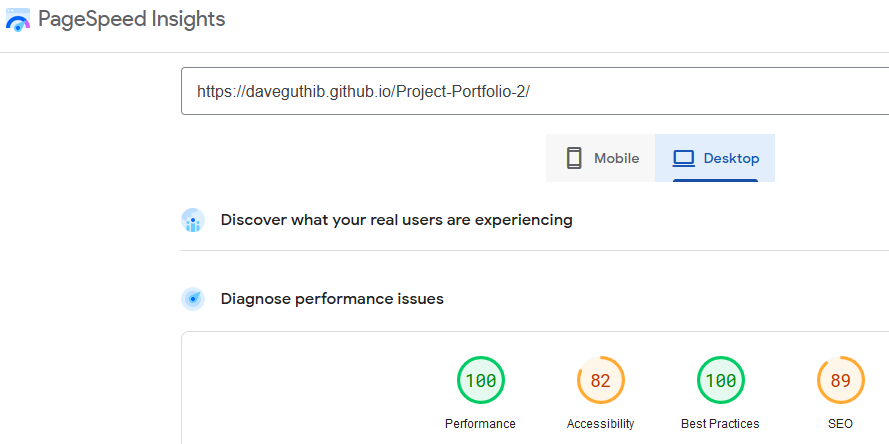 PageSpeed Insights
https://daveguthib.github.io/Project-Portfolio-2/
Mobile Desktop
Discover what your real users are experiencing
Diagnose performance issues
100 82 100 89
Performance Accessibility Best Practices SEO